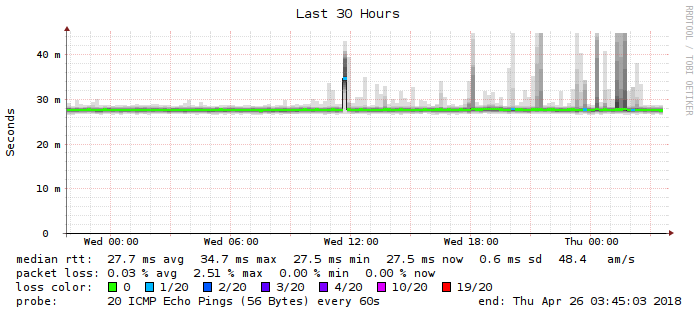 Last 30 Hours
RRDTOOL / TOBI OETIKER
Seconds
40 m
30 m
20 m
10 m
0
Wed 00:00 Wed 06:00 Wed 12:00 Wed 18:00 Thu 00:00
median rtt: 27.7 ms avg 34.7 ms max 27.5 ms min 27.5 ms now 0.6 ms sd 48.4 am/s
packet loss: 0.03 % avg 2.51 % max 0.00 % min 0.00 % now
loss color: 0 1/20 2/20 3/20 4/20 10/20 19/20
probe: 20 ICMP Echo Pings (56 Bytes) every 60s end: Thu Apr 26 03:45:03 2018